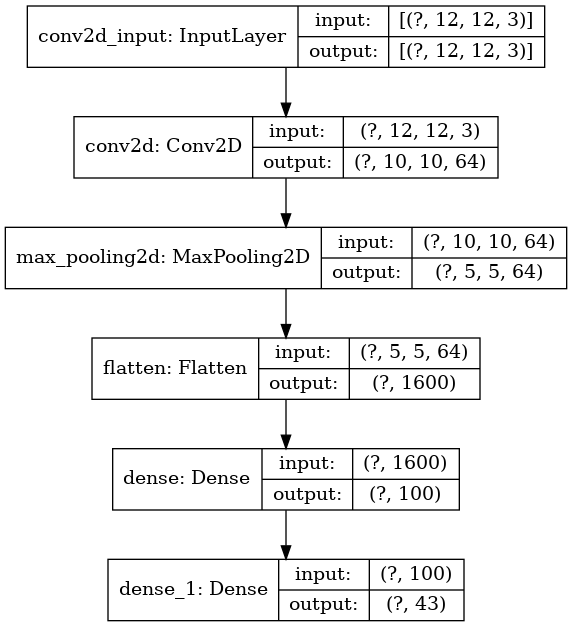 conv2d_input: InputLayer
input:
[(?, 12, 12, 3)]
output:
[(?, 12, 12, 3)]
conv2d: Conv2D
input:
(?, 12, 12, 3)
output:
(?, 10, 10, 64)
max_pooling2d: MaxPooling2D
input:
(?, 10, 10, 64)
output:
(?, 5, 5, 64)
flatten: Flatten
input:
(?, 5, 5, 64)
output:
(?, 1600)
dense: Dense
input:
(?, 1600)
output:
(?, 100)
dense_1: Dense
input:
(?, 100)
output:
(?, 43)